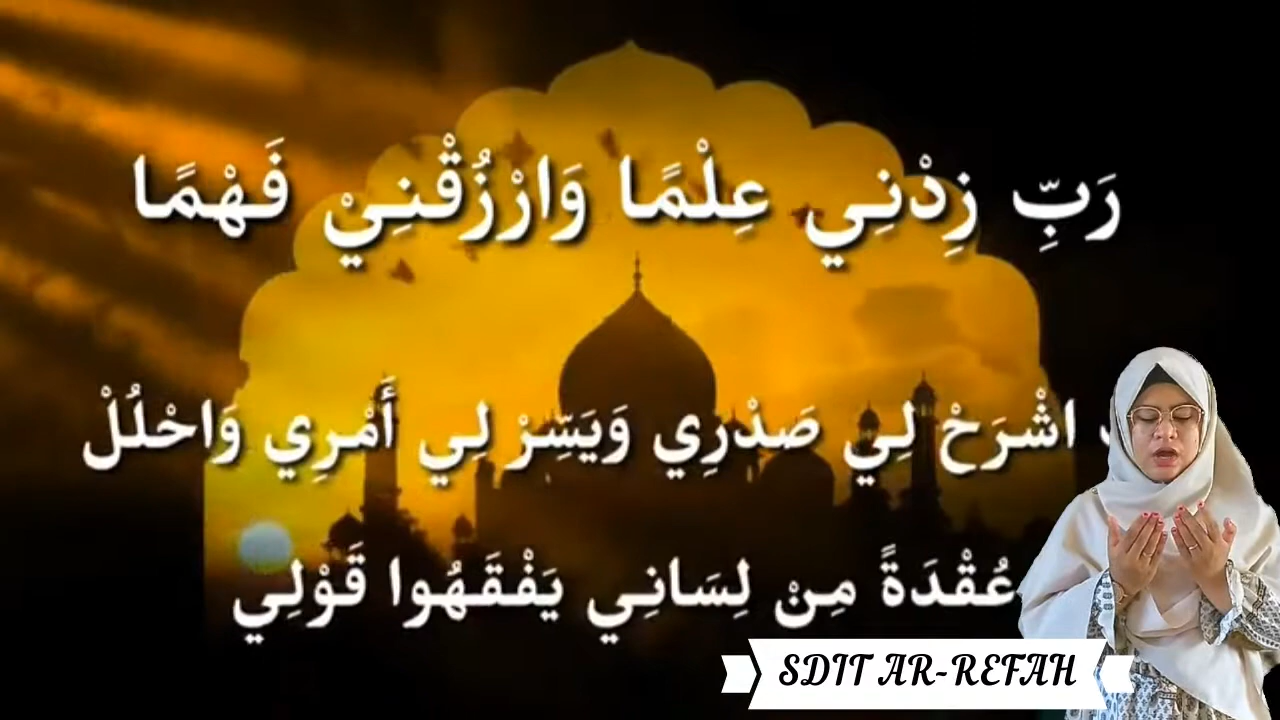 رَبِّ زِدْنِي عِلْمًا وَارْزُقْنِيْ فَهْمًا
اشْرَحْ لِي صَدْرِي وَيَسِّرْ لِي أَمْرِي وَاحْلُلْ
عُقْدَةً مِنْ لِسَانِي يَفْقَهُوا قَوْلِي
SDIT AR-REFAH